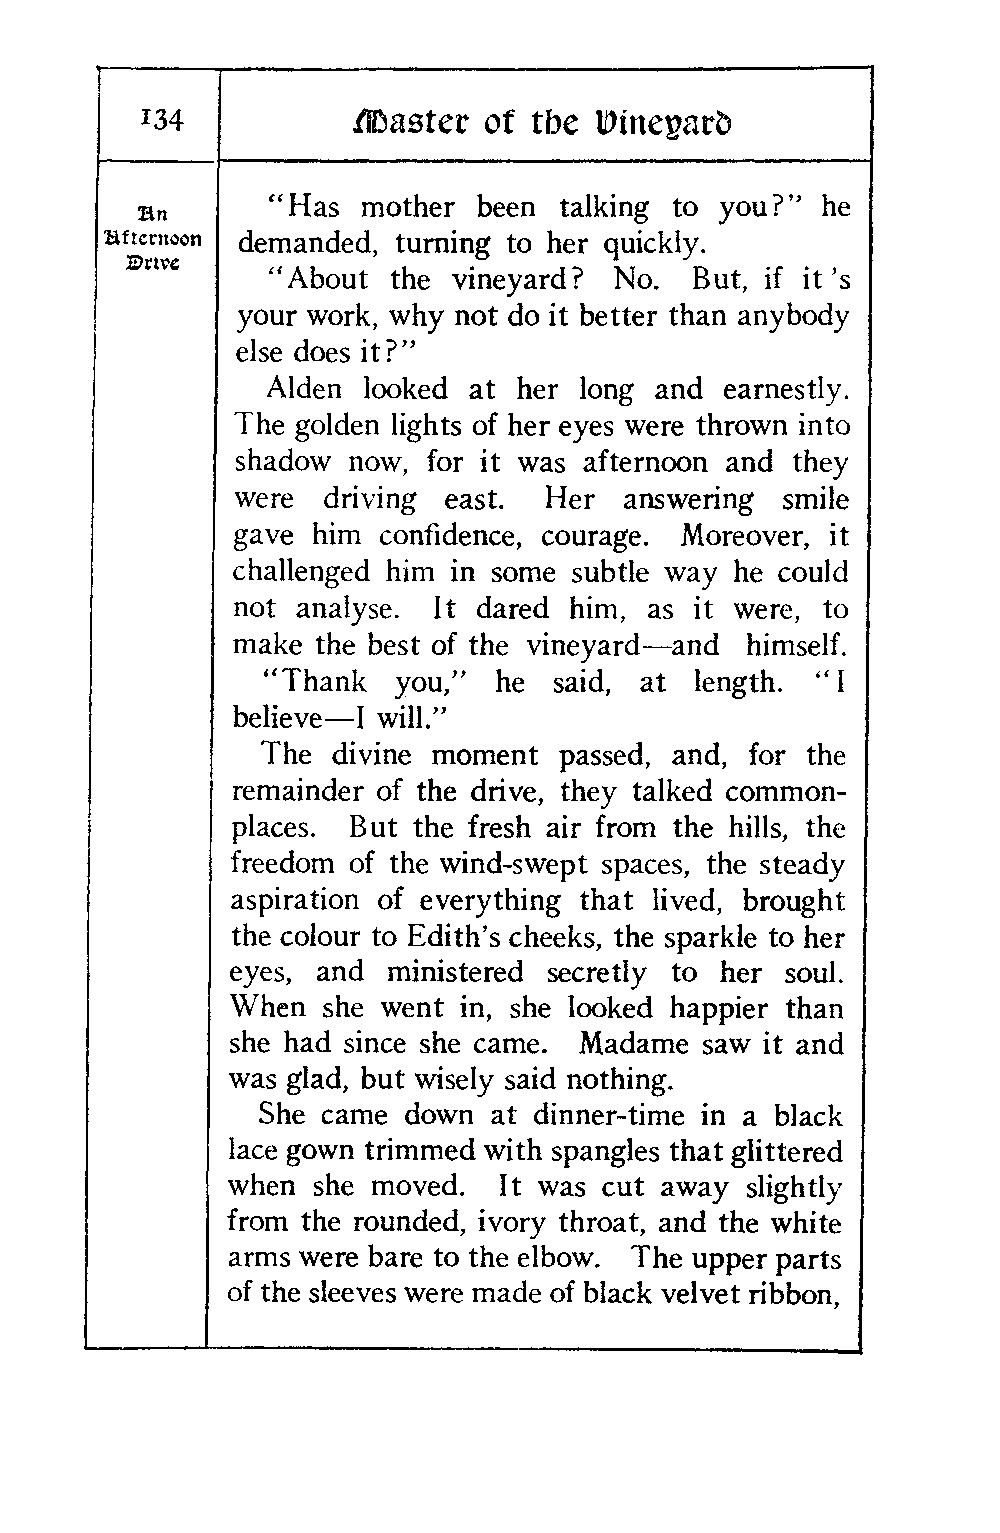 134
Master of the Vineyard
An
Afternoon
Drive
“Has mother been talking to you?” he
demanded, turning to her quickly.
“About the vineyard? No. But, if it 's
your work, why not do it better than anybody
else does it?”
Alden looked at her long and earnestly.
The golden lights of her eyes were thrown into
shadow now, for it was afternoon and they
were driving east. Her answering smile
gave him confidence, courage. Moreover, it
challenged him in some subtle way he could
not analyse. It dared him, as it were, to
make the best of the vineyard—and himself.
“Thank you,” he said, at length. “I
believe—I will.”
The divine moment passed, and, for the
remainder of the drive, they talked common-
places. But the fresh air from the hills, the
freedom of the wind-swept spaces, the steady
aspiration of everything that lived, brought
the colour to Edith's cheeks, the sparkle to her
eyes, and ministered secretly to her soul.
When she went in, she looked happier than
she had since she came. Madame saw it and
was glad, but wisely said nothing.
She came down at dinner-time in a black
lace gown trimmed with spangles that glittered
when she moved. It was cut away slightly
from the rounded, ivory throat, and the white
arms were bare to the elbow. The upper parts
of the sleeves were made of black velvet ribbon,